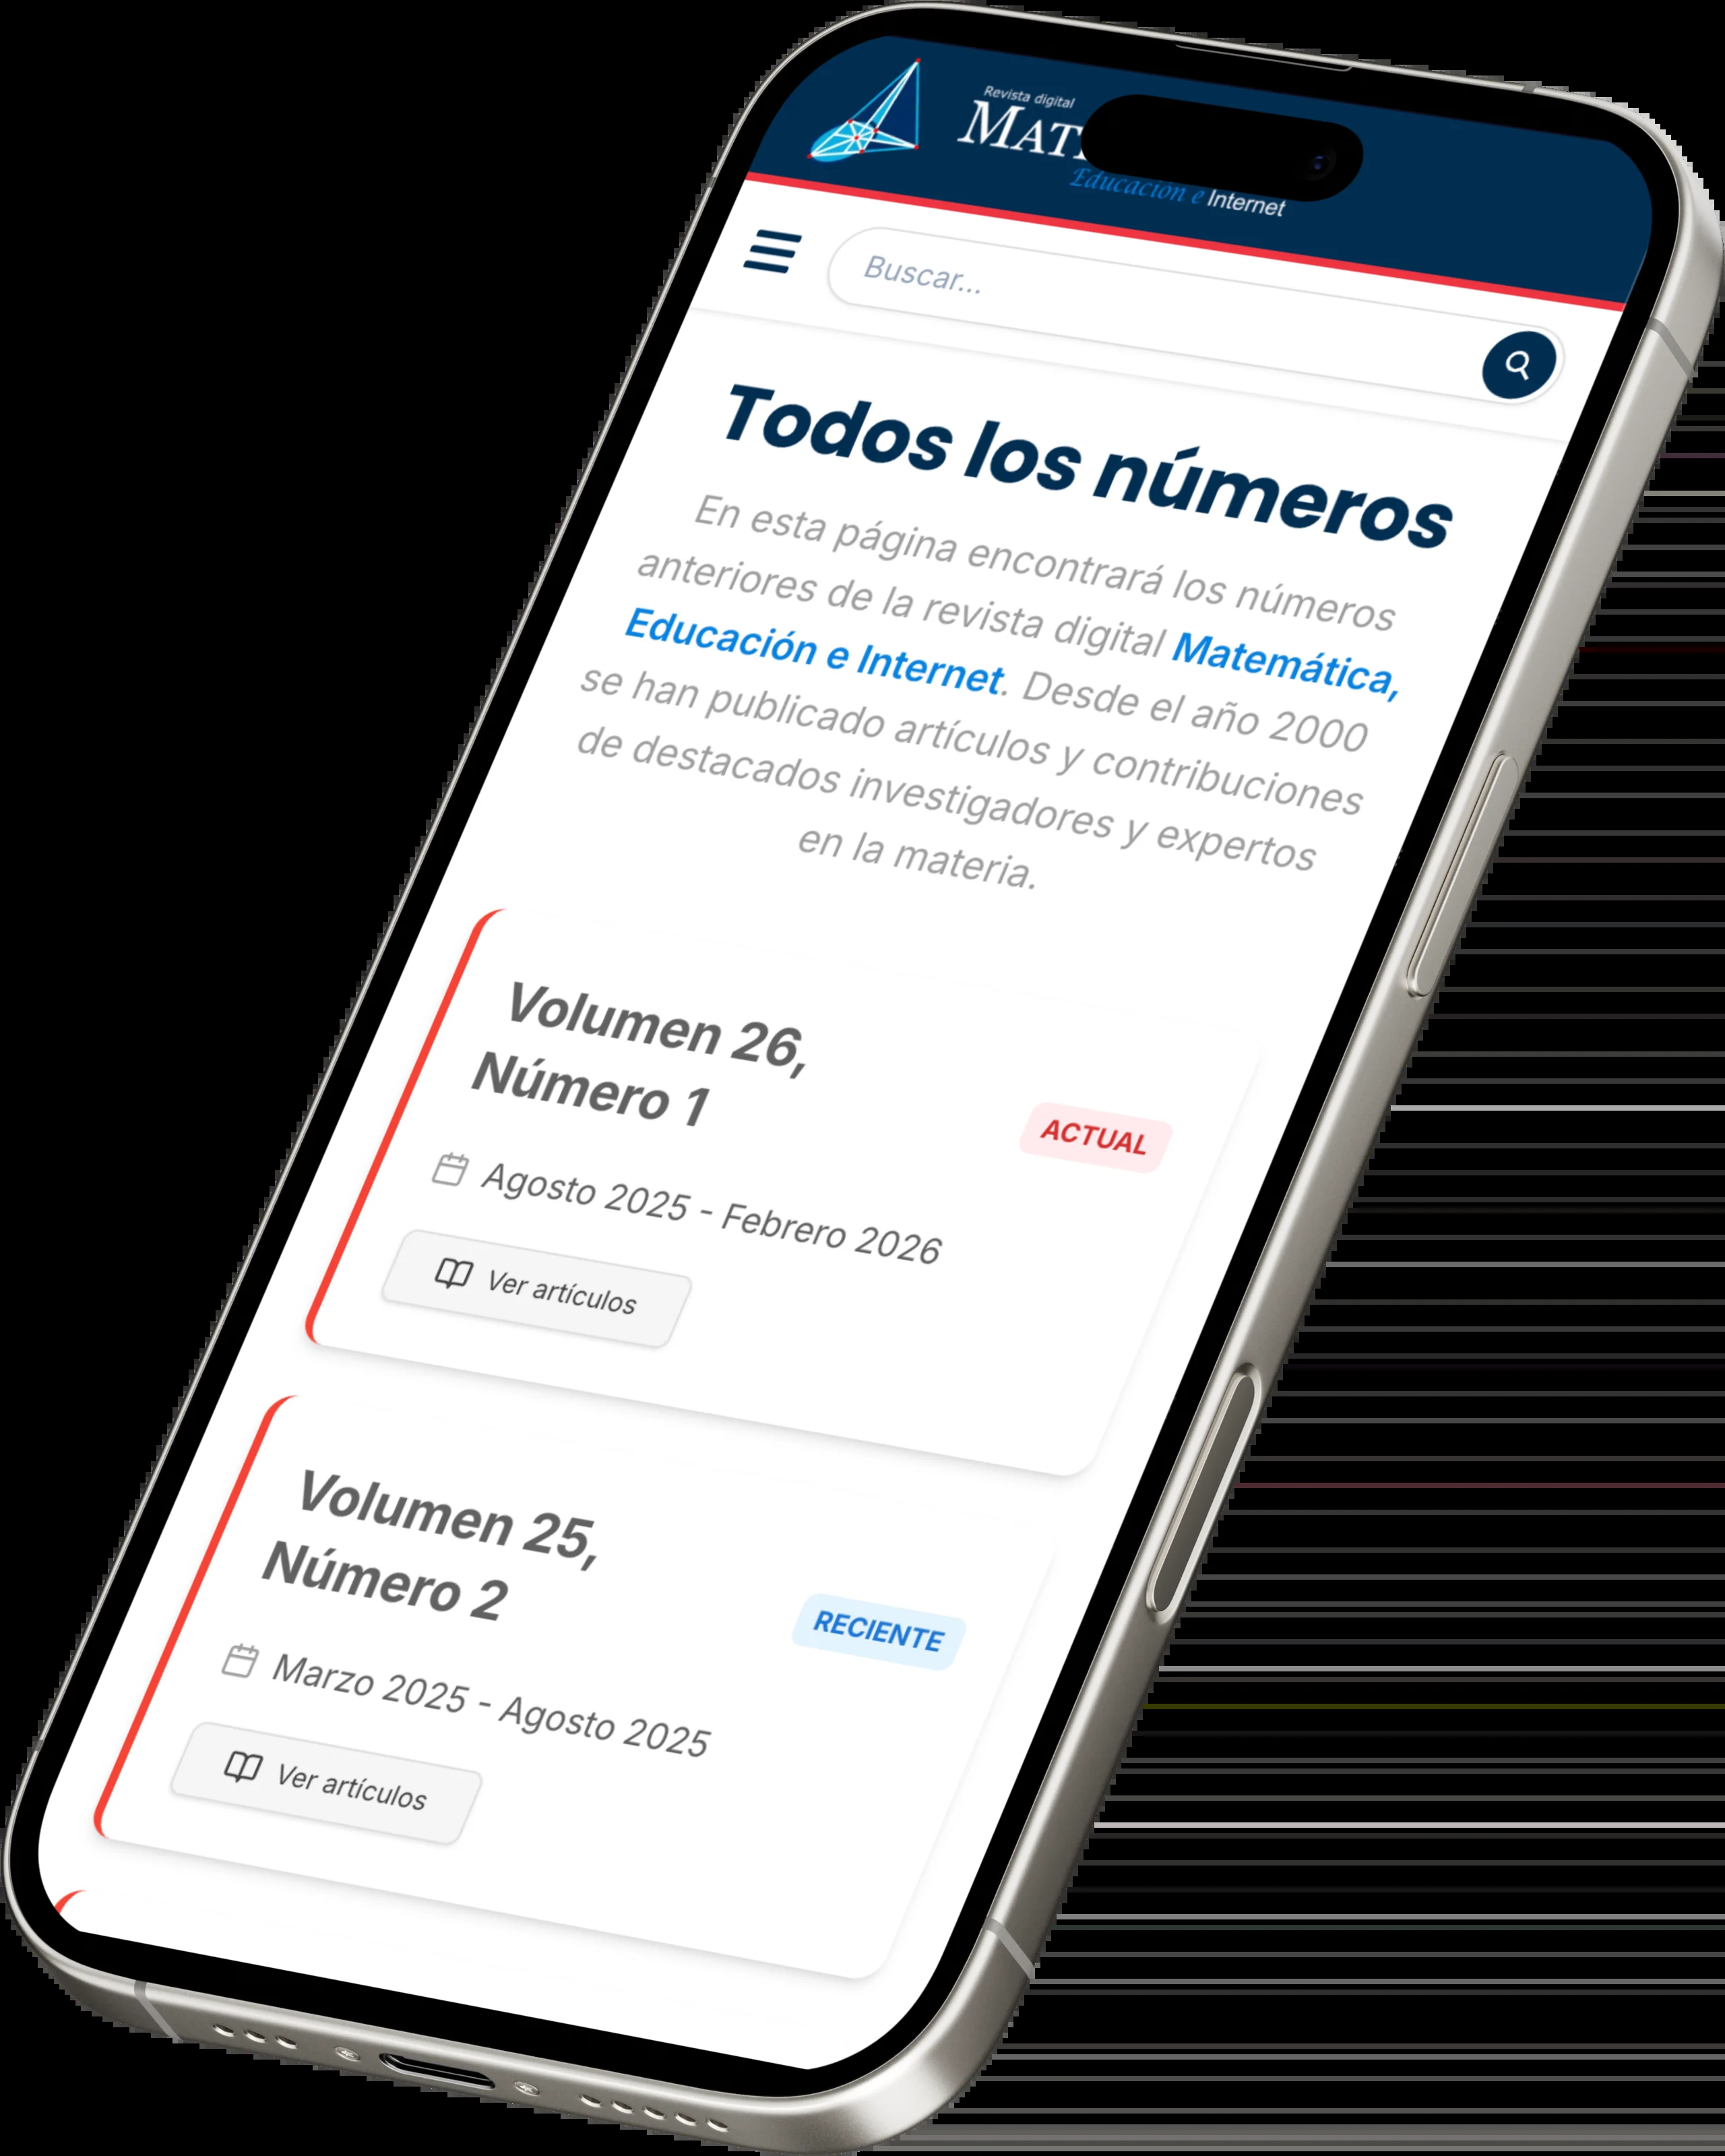 Revista digital
Educación e Internet
Buscar...
Todos los números
En esta página encontrará los números
anteriores de la revista digital Matemática,
Educación e Internet. Desde el año 2000
se han publicado artículos y contribuciones
de destacados investigadores y expertos
en la materia.
Volumen 26,
Número 1
ACTUAL
Agosto 2025 - Febrero 2026
Ver artículos
Volumen 25,
Número 2
RECIENTE
Marzo 2025 - Agosto 2025
Ver artículos